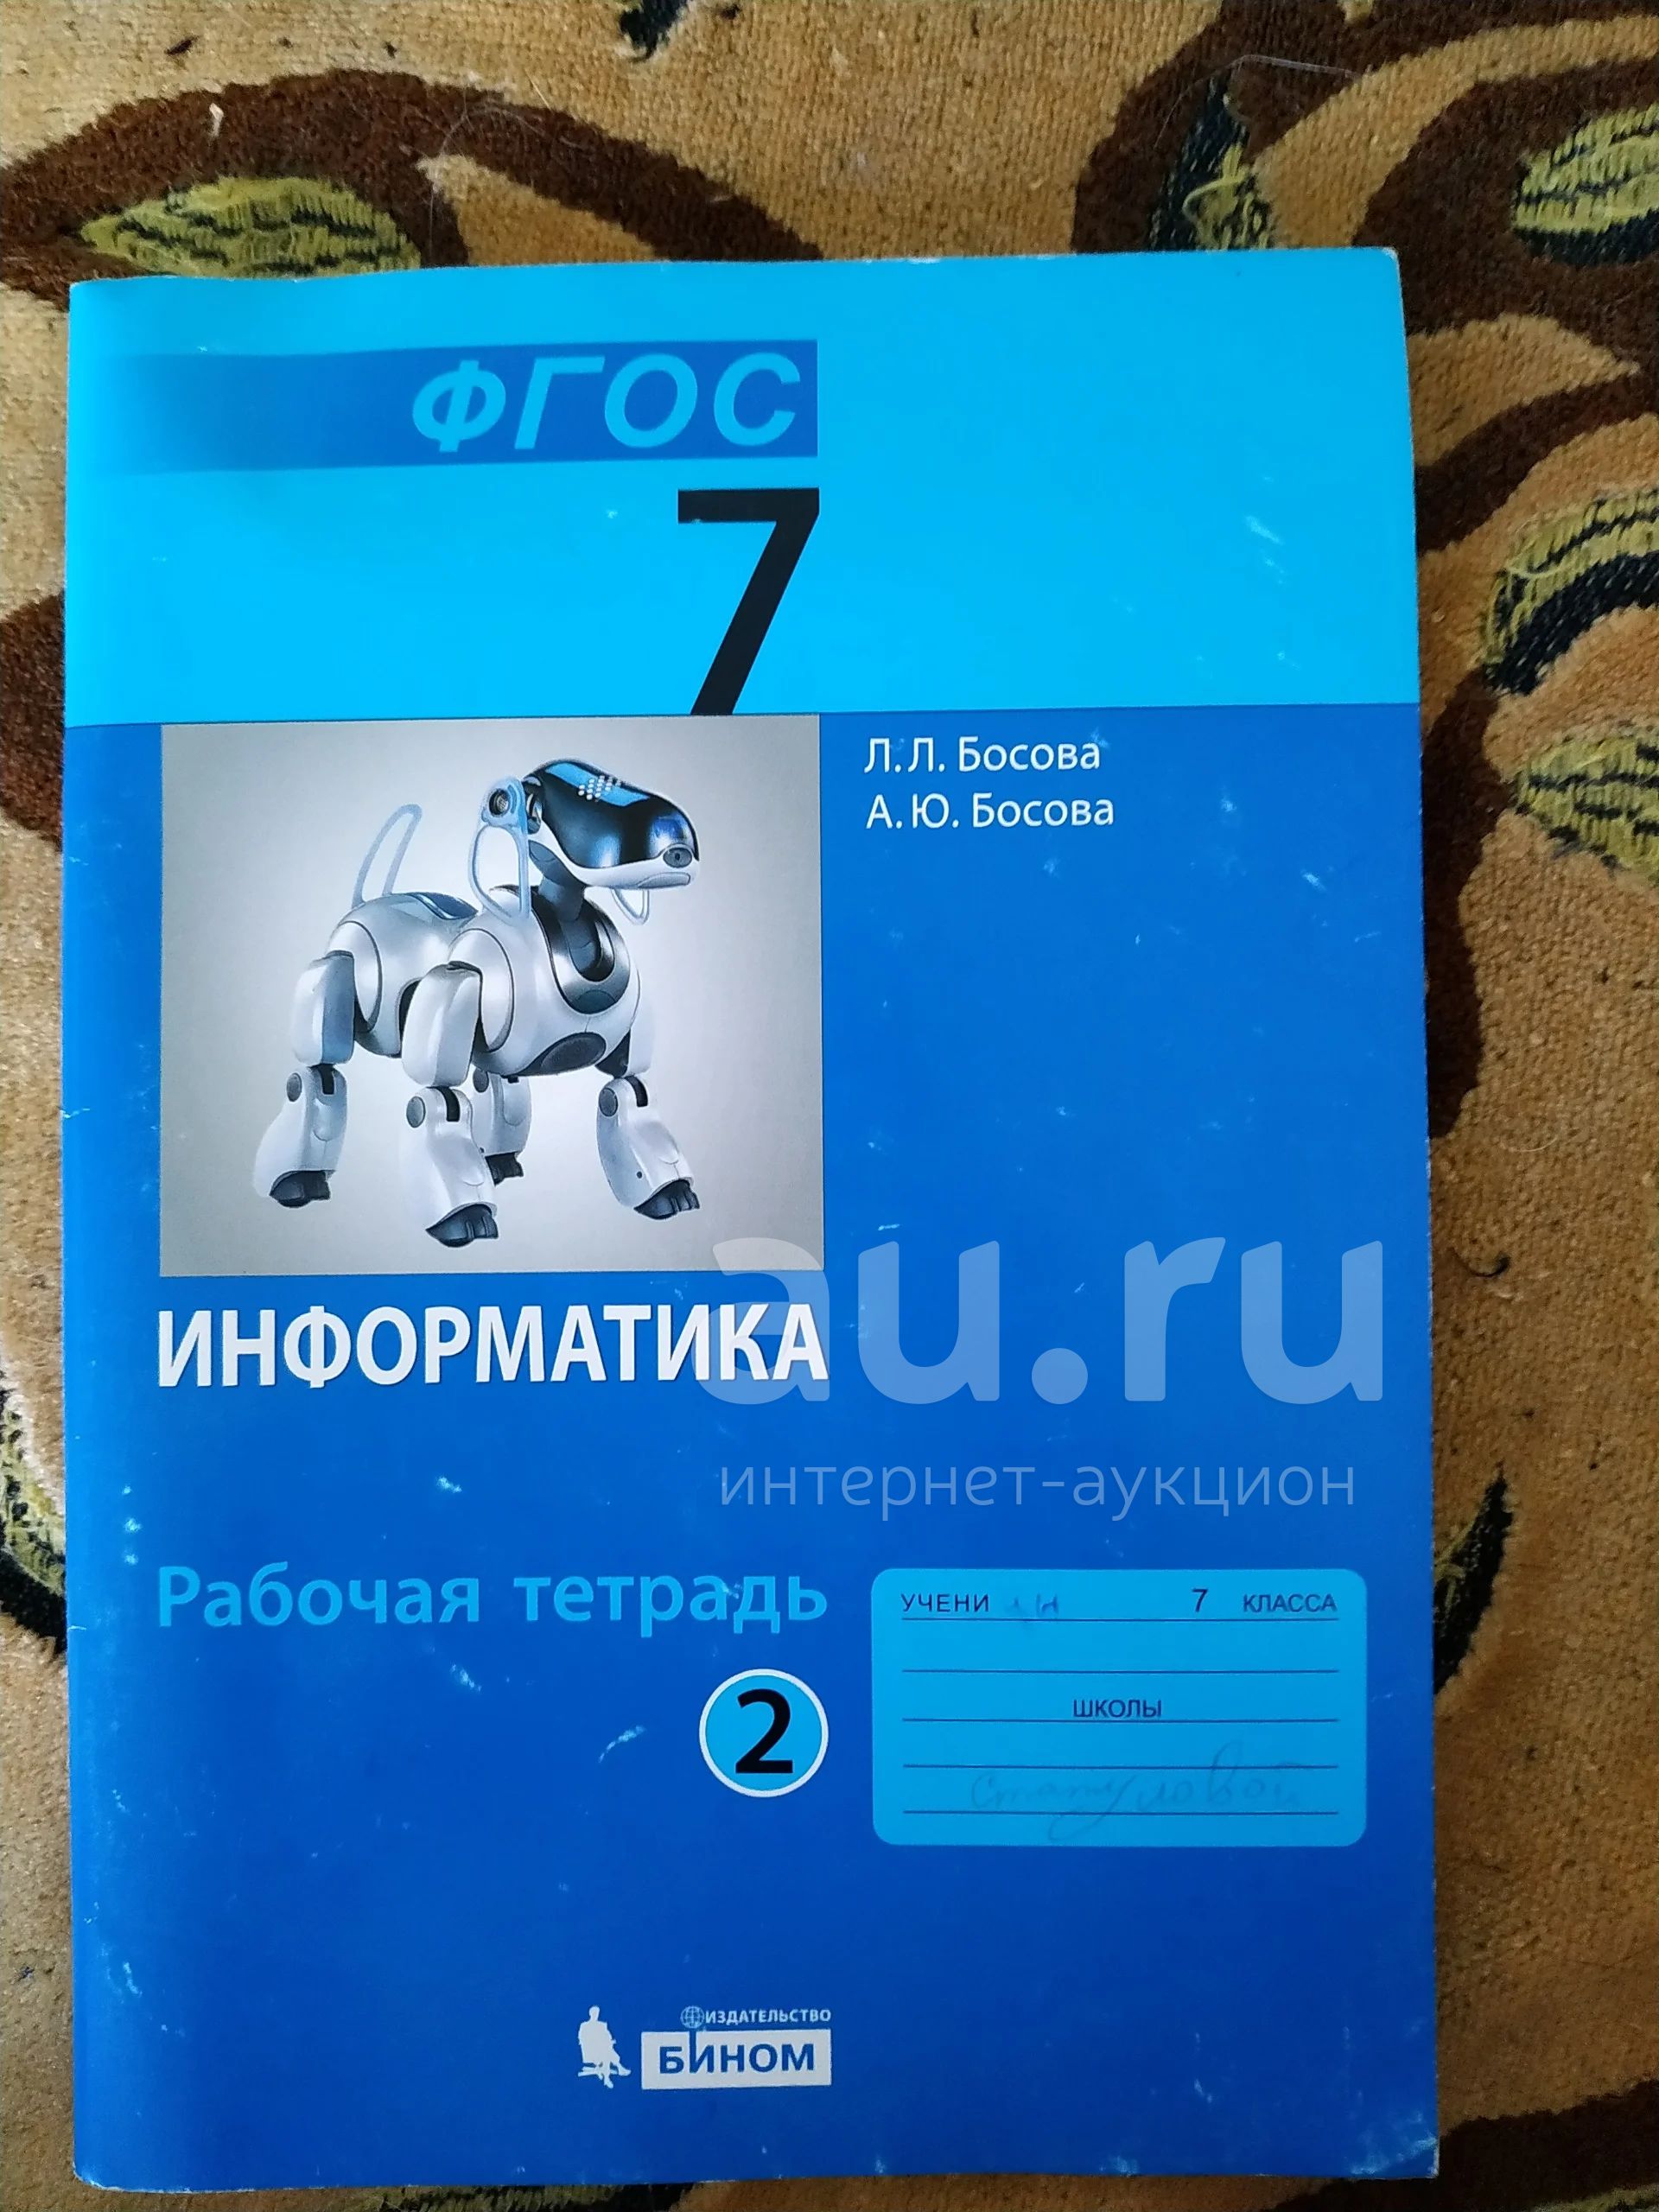 ФГОС
7
Л.Л. Босова
А.Ю. Босова
ИНФОРМАТИКА
au.ru
интернет-аукцион
Рабочая тетрадь
2
УЧЕНИ 7 КЛАССА
ШКОЛЫ
ИЗДАТЕЛЬСТВО
БИНОМ